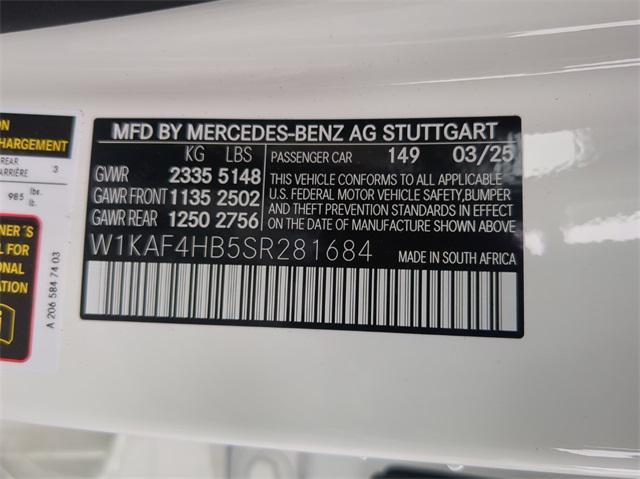 ON
HARGEMENT
REAR
ARRIÈRE
3
985 lbs.
lb.
NER´S
L FOR
ONAL
ATION
A 206 584 74 03
MFD BY MERCEDES-BENZ AG STUTTGART
KG LBS
GVWR 2335 5148
GAWR FRONT 1135 2502
GAWR REAR 1250 2756
PASSENGER CAR 149 03/25
THIS VEHICLE CONFORMS TO ALL APPLICABLE
U.S. FEDERAL MOTOR VEHICLE SAFETY,BUMPER
AND THEFT PREVENTION STANDARDS IN EFFECT
ON THE DATE OF MANUFACTURE SHOWN ABOVE
W1KAF4HB5SR281684
MADE IN SOUTH AFRICA